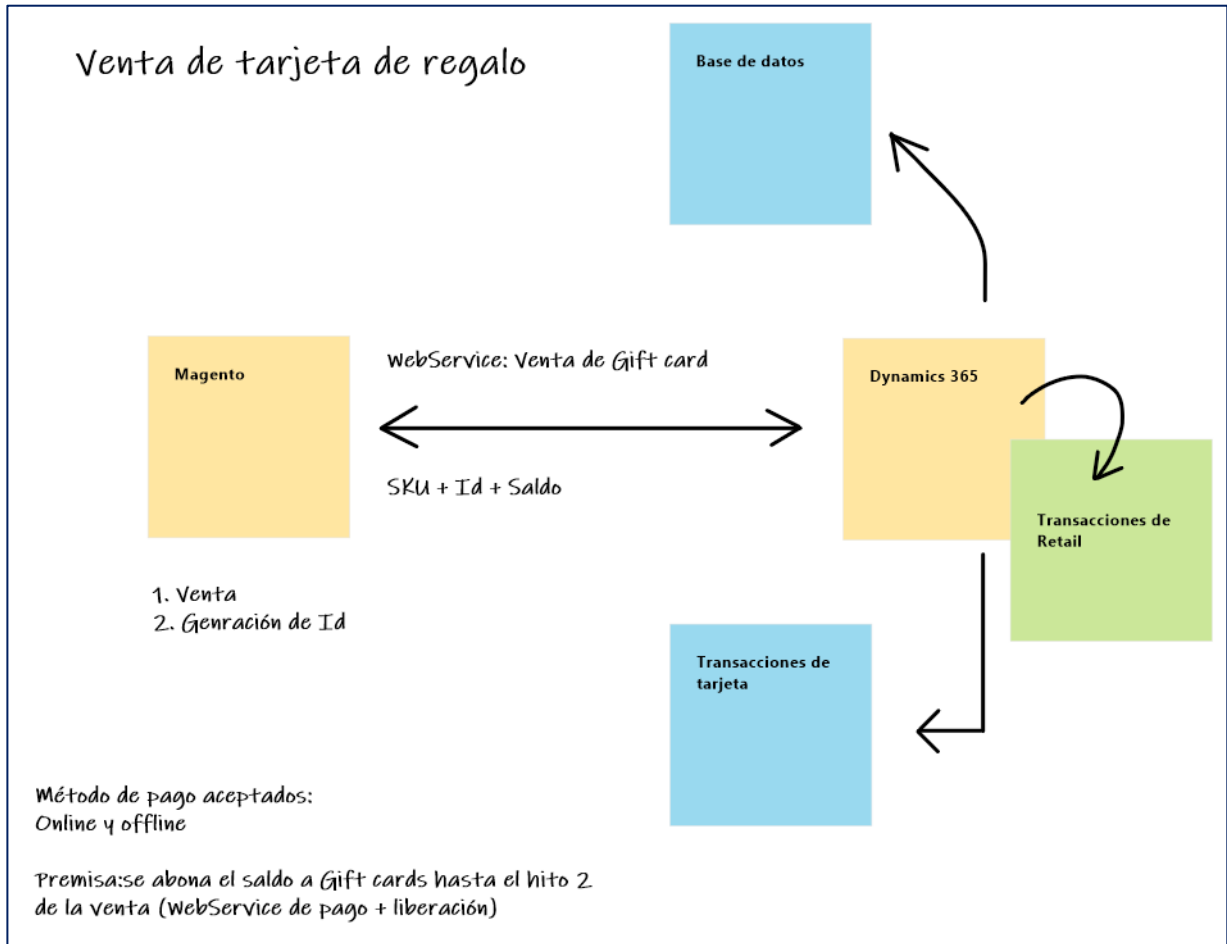 Venta de tarjeta de regalo
Base de datos
Magento
WebService: Venta de Gift card
SKU + Id + Saldo
Dynamics 365
Transacciones de
Retail
1. Venta
2. Genración de Id
Transacciones de
tarjeta
Método de pago aceptados:
Online y offline
Premisa:se abona el saldo a Gift cards hasta el hito 2
de la venta (WebService de pago + liberación)